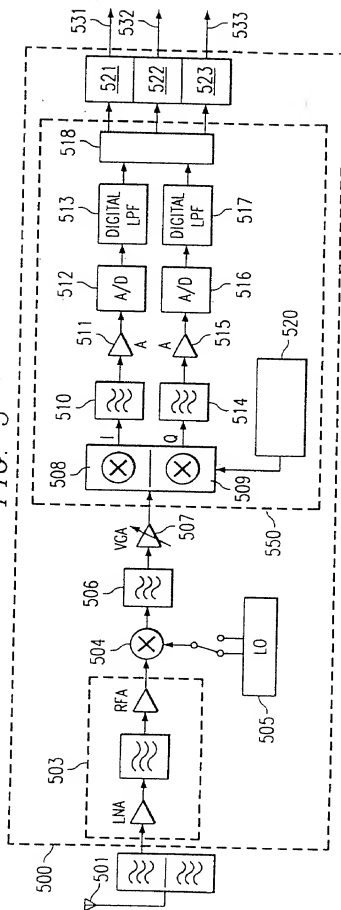 FIG. 5
500
501
503
LNA
RFA
504
505
LO
506
VGA
507
508
509
I
Q
510
511
A
512
A/D
513
DIGITAL
LPF
514
515
A
516
A/D
517
DIGITAL
LPF
518
520
550
521
522
523
531
532
533